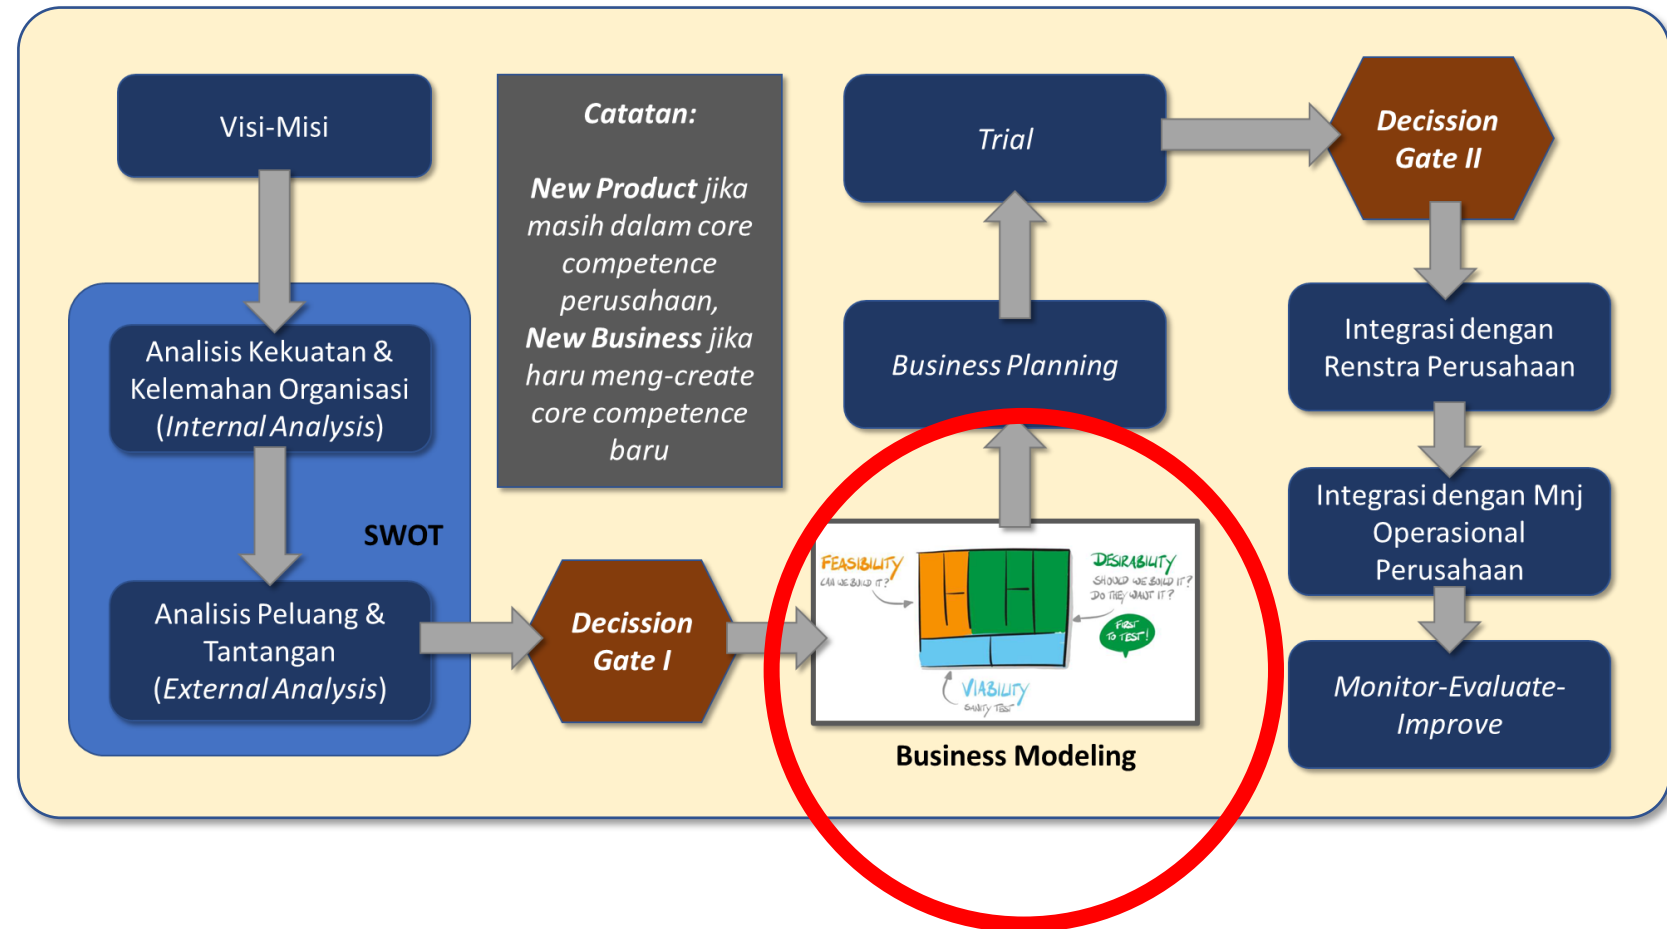 Visi-Misi
Analisis Kekuatan &
Kelemahan Organisasi
(Internal Analysis)
SWOT
Analisis Peluang &
Tantangan
(External Analysis)
Catatan:
New Product jika
masih dalam core
competence
perusahaan,
New Business jika
haru meng-create
core competence
baru
Decission
Gate I
FEASIBILITY
CAN WE BUILD IT?
DESIRABILITY
SHOULD WE BUILD IT?
DO THEY WANT IT?
FIRST
TO TEST!
VIABILITY
SANITY TEST
Business Modeling
Business Planning
Trial
Decission
Gate II
Integrasi dengan
Renstra Perusahaan
Integrasi dengan Mnj
Operasional
Perusahaan
Monitor-Evaluate-
Improve